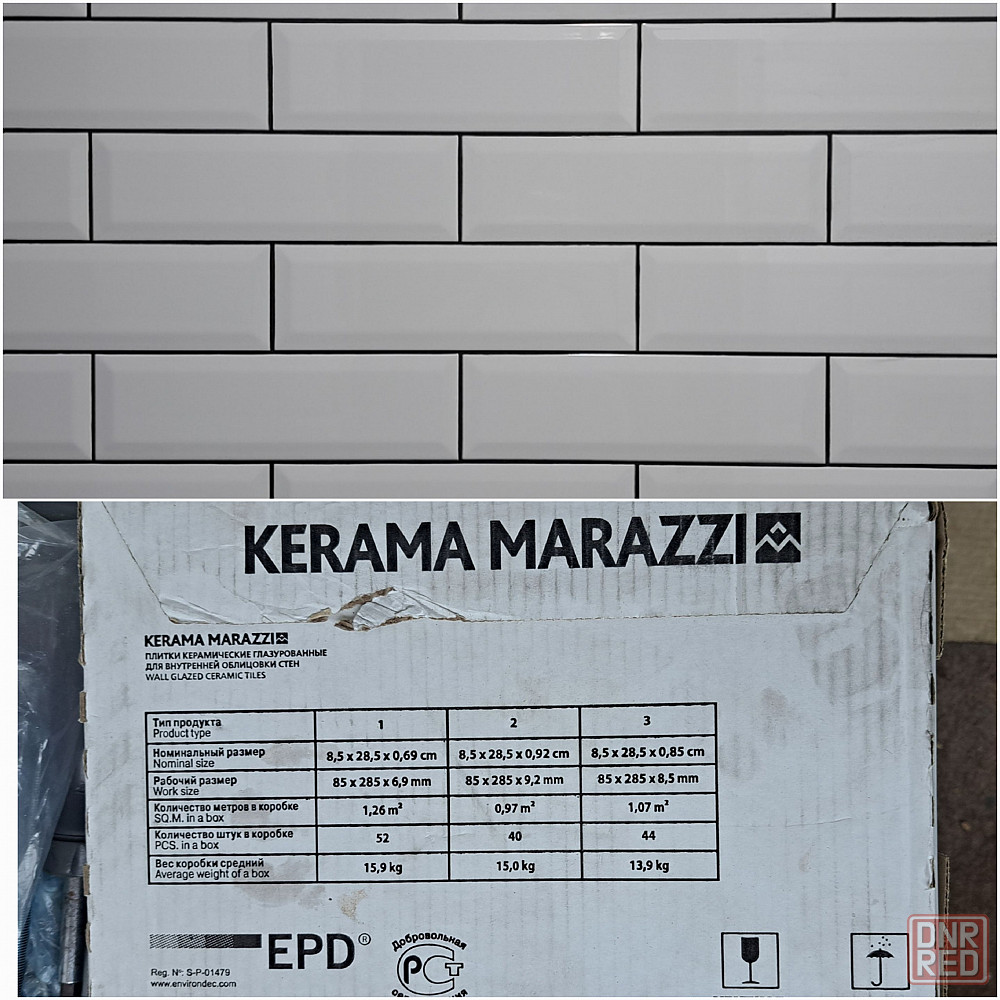 KERAMA MARAZZI
KERAMA MARAZZI
ПЛИТКИ КЕРАМИЧЕСКИЕ ГЛАЗУРОВАННЫЕ
ДЛЯ ВНУТРЕННЕЙ ОБЛИЦОВКИ СТЕН
WALL GLAZED CERAMIC TILES
Тип продукта
Product type
1 2 3
Номинальный размер
Nominal size
8,5 x 28,5 x 0,69 cm 8,5 x 28,5 x 0,92 cm 8,5 x 28,5 x 0,85 cm
Рабочий размер
Work size
85 x 285 x 6,9 mm 85 x 285 x 9,2 mm 85 x 285 x 8,5 mm
Количество метров в коробке
SQ.M. in a box
1,26 m² 0,97 m² 1,07 m²
Количество штук в коробке
PCS. in a box
52 40 44
Вес коробки средний
Average weight of a box
15,9 kg 15,0 kg 13,9 kg
EPD®
Reg. Nº: S-P-01479
www.environdec.com
Добровольная
РСТ
DNR
RED